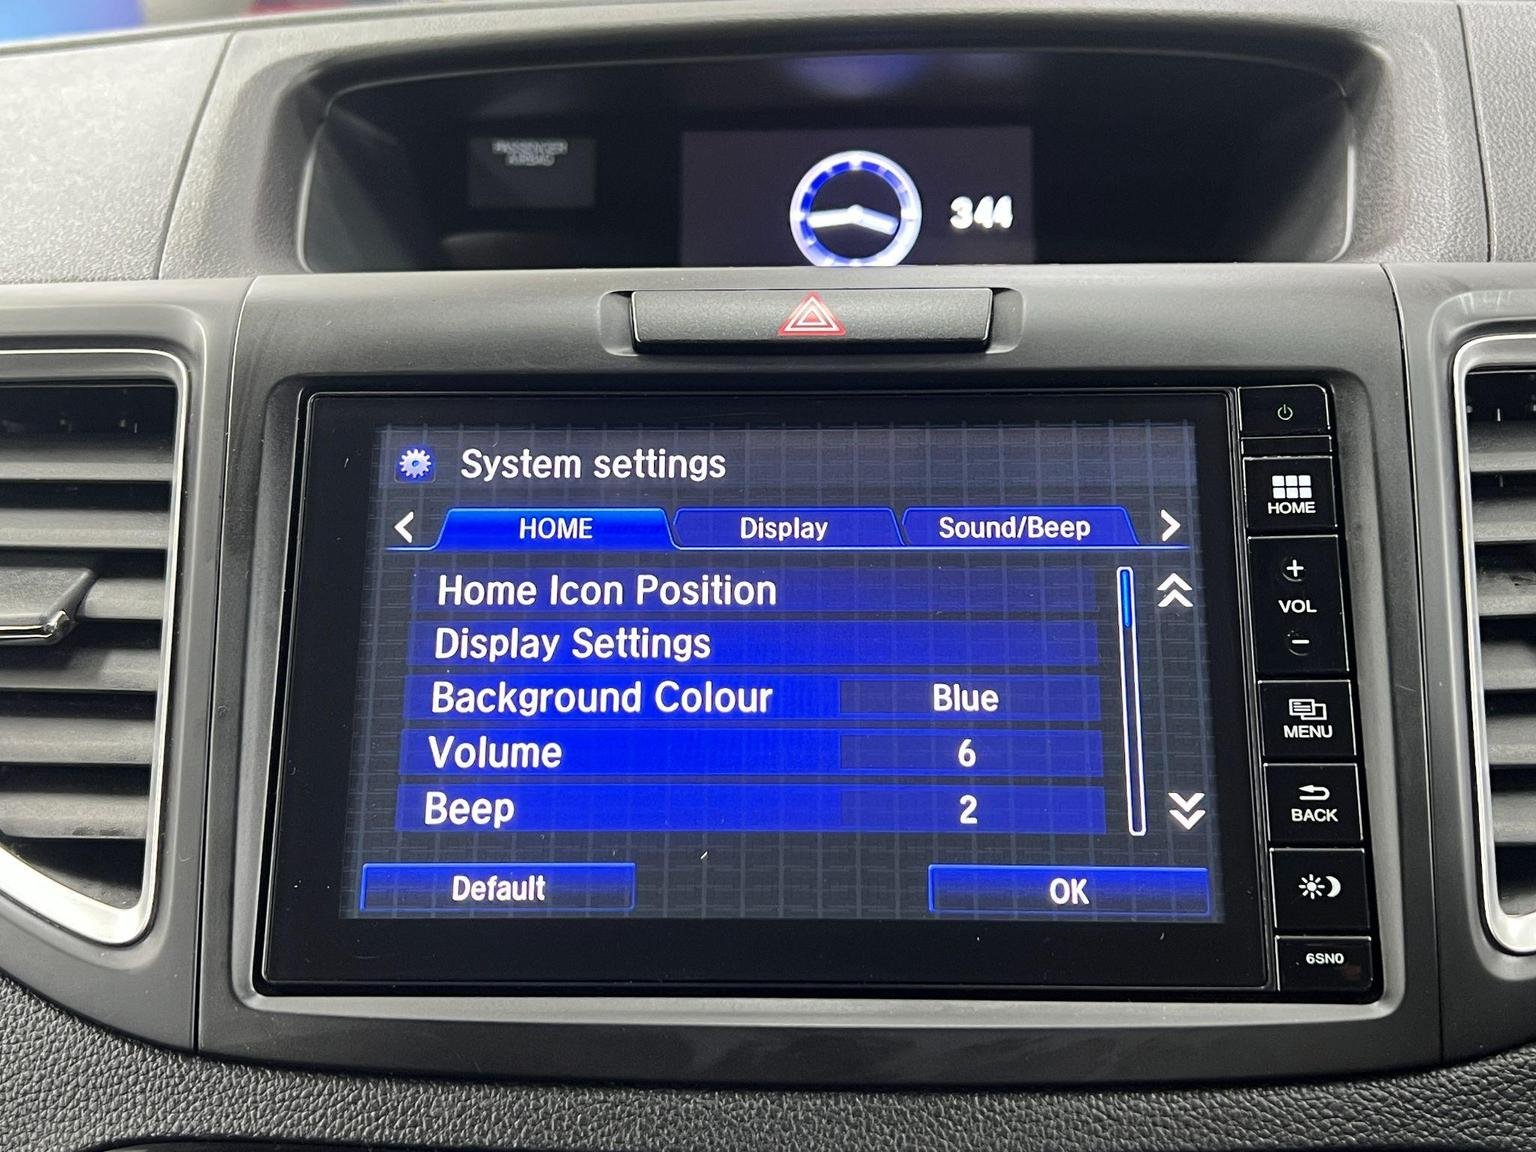 PASSENGER
AIRBAG
344
System settings
HOME
Display
Sound/Beep
Home Icon Position
Display Settings
Background Colour
Blue
Volume
6
Beep
2
Default
OK
HOME
+
VOL
−
MENU
BACK
6SN0